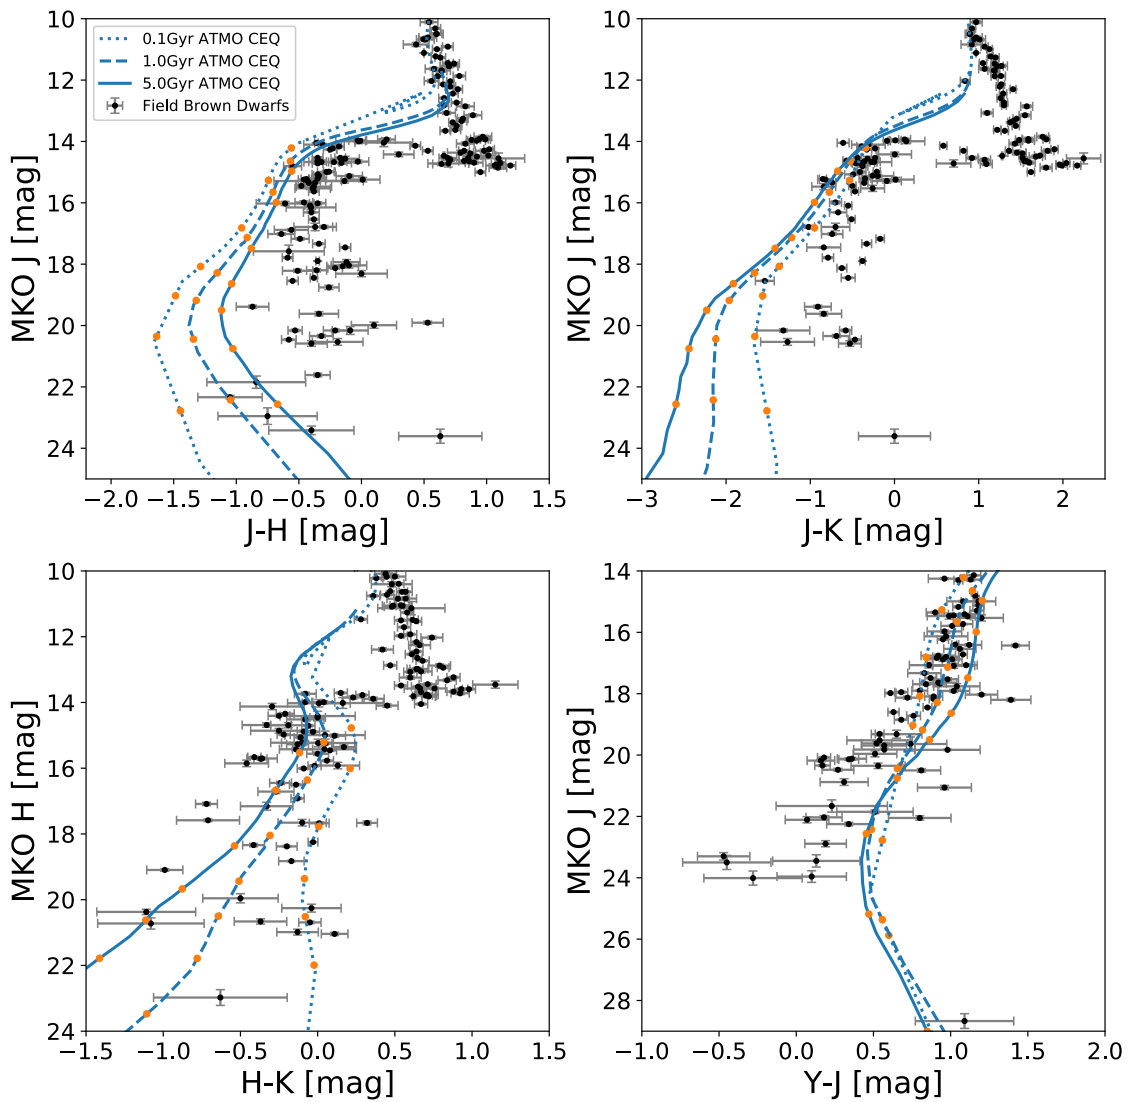 0.1Gyr ATMO CEQ
1.0Gyr ATMO CEQ
5.0Gyr ATMO CEQ
Field Brown Dwarfs
10
12
14
16
18
20
22
24
MKO J [mag]
−2.0 −1.5 −1.0 −0.5 0.0 0.5 1.0 1.5
J-H [mag]
10
12
14
16
18
20
22
24
MKO J [mag]
−3 −2 −1 0 1 2
J-K [mag]
10
12
14
16
18
20
22
24
MKO H [mag]
−1.5 −1.0 −0.5 0.0 0.5 1.0 1.5
H-K [mag]
14
16
18
20
22
24
26
28
MKO J [mag]
−1.0 −0.5 0.0 0.5 1.0 1.5 2.0
Y-J [mag]